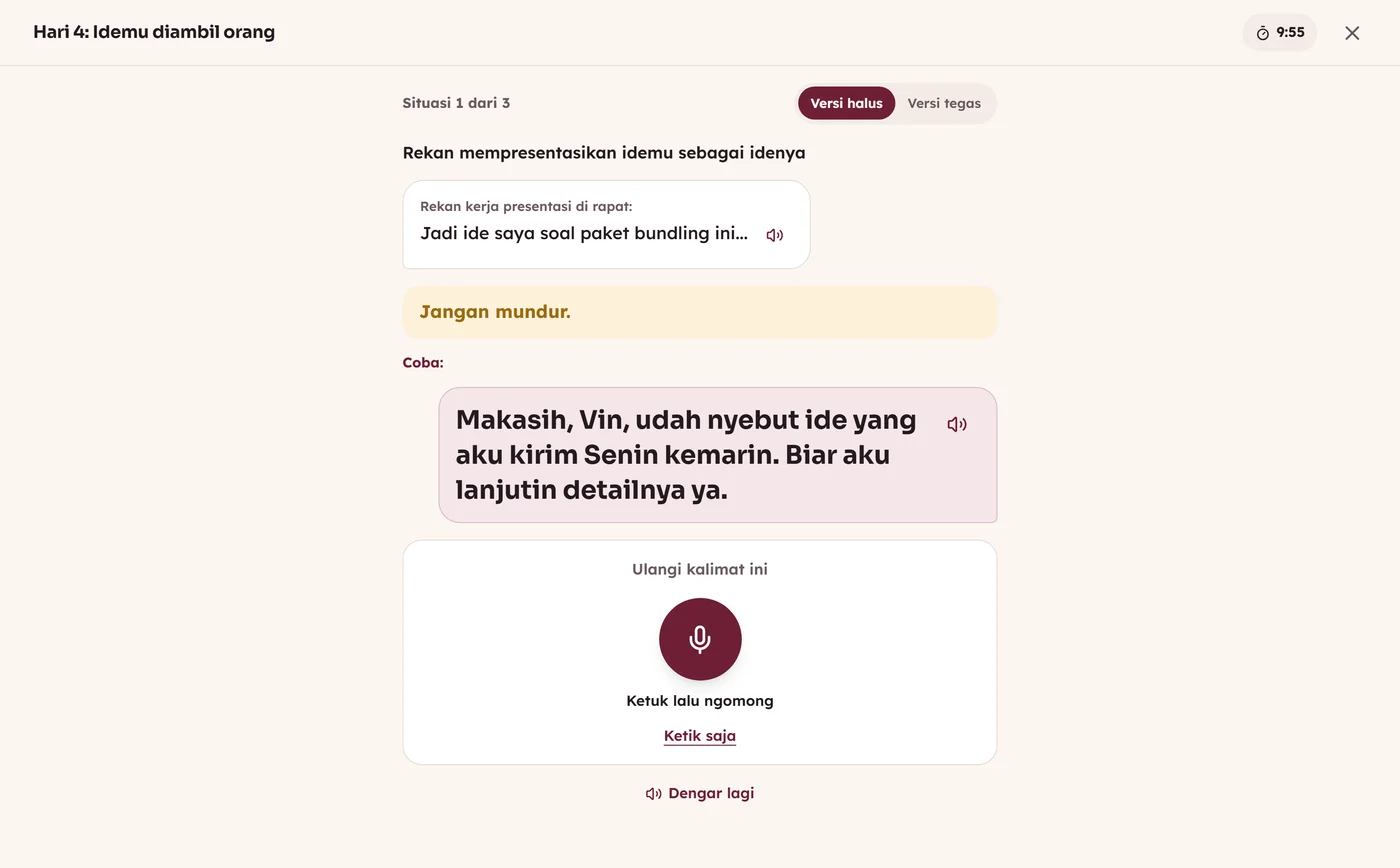 Hari 4: Idemu diambil orang
9:55
Situasi 1 dari 3
Versi halus
Versi tegas
Rekan mempresentasikan idemu sebagai idenya
Rekan kerja presentasi di rapat:
Jadi ide saya soal paket bundling ini...
Jangan mundur.
Coba:
Makasih, Vin, udah nyebut ide yang
aku kirim Senin kemarin. Biar aku
lanjutin detailnya ya.
Ulangi kalimat ini
Ketuk lalu ngomong
Ketik saja
Dengar lagi